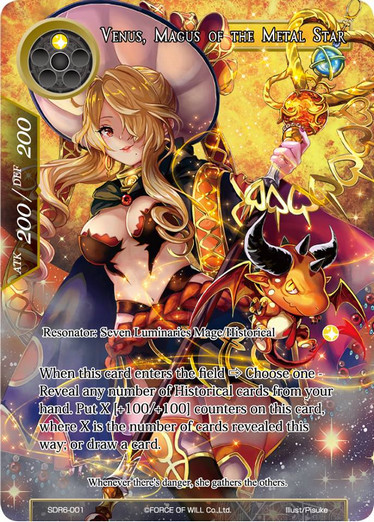 Venus, Magus of the Metal Star
ATK 200 / DEF 200
Resonator: Seven Luminaries Mage/Historical
When this card enters the field ⇨ Choose one -
Reveal any number of Historical cards from your
hand. Put X [+100/+100] counters on this card,
where X is the number of cards revealed this
way; or draw a card.
Whenever there's danger, she gathers the others.
SDR6-001 ©FORCE OF WILL Co.,Ltd. Illust/Pisuke